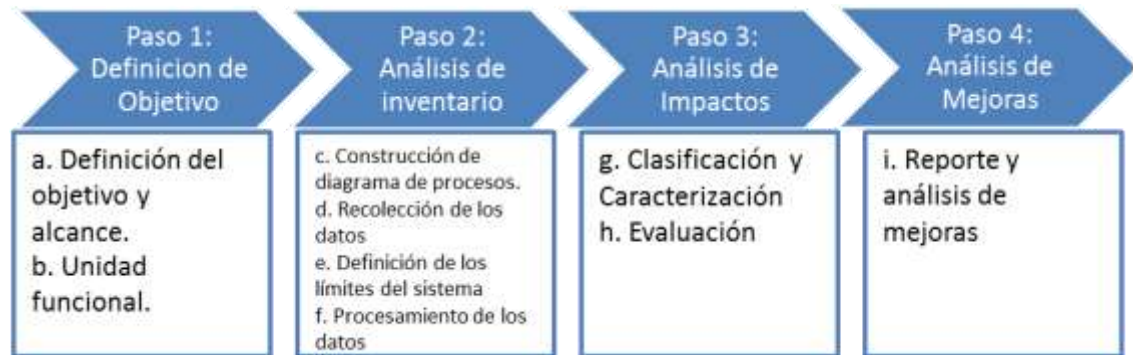 Paso 1:
Definicion de
Objetivo
a. Definición del
objetivo y
alcance.
b. Unidad
funcional.
Paso 2:
Análisis de
inventario
c. Construcción de
diagrama de procesos.
d. Recolección de los
datos
e. Definición de los
límites del sistema
f. Procesamiento de los
datos
Paso 3:
Análisis de
Impactos
g. Clasificación y
Caracterización
h. Evaluación
Paso 4:
Análisis de
Mejoras
i. Reporte y
análisis de
mejoras